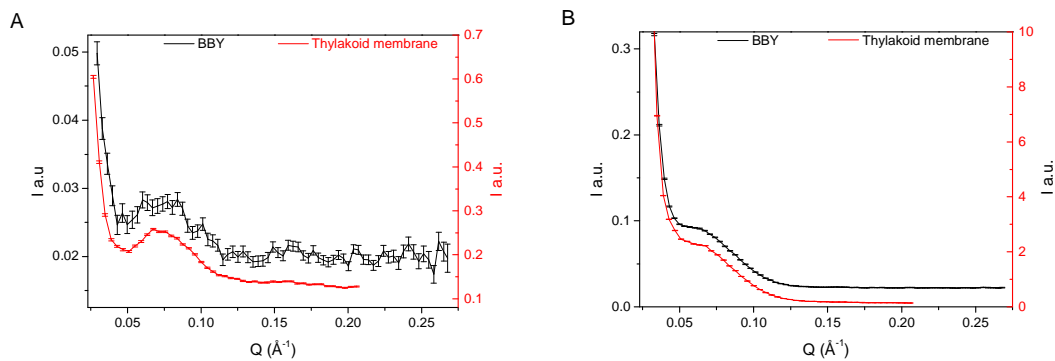 A
BBY
Thylakoid membrane
0.05
0.04
0.03
0.02
I a.u
0.05
0.10
0.15
0.20
0.25
Q (Å⁻¹)
0.7
0.6
0.5
0.4
0.3
0.2
0.1
I a.u.
B
BBY
Thylakoid membrane
0.3
0.2
0.1
0.0
I a.u.
0.05
0.10
0.15
0.20
0.25
Q (Å⁻¹)
10
8
6
4
2
0
I a.u.